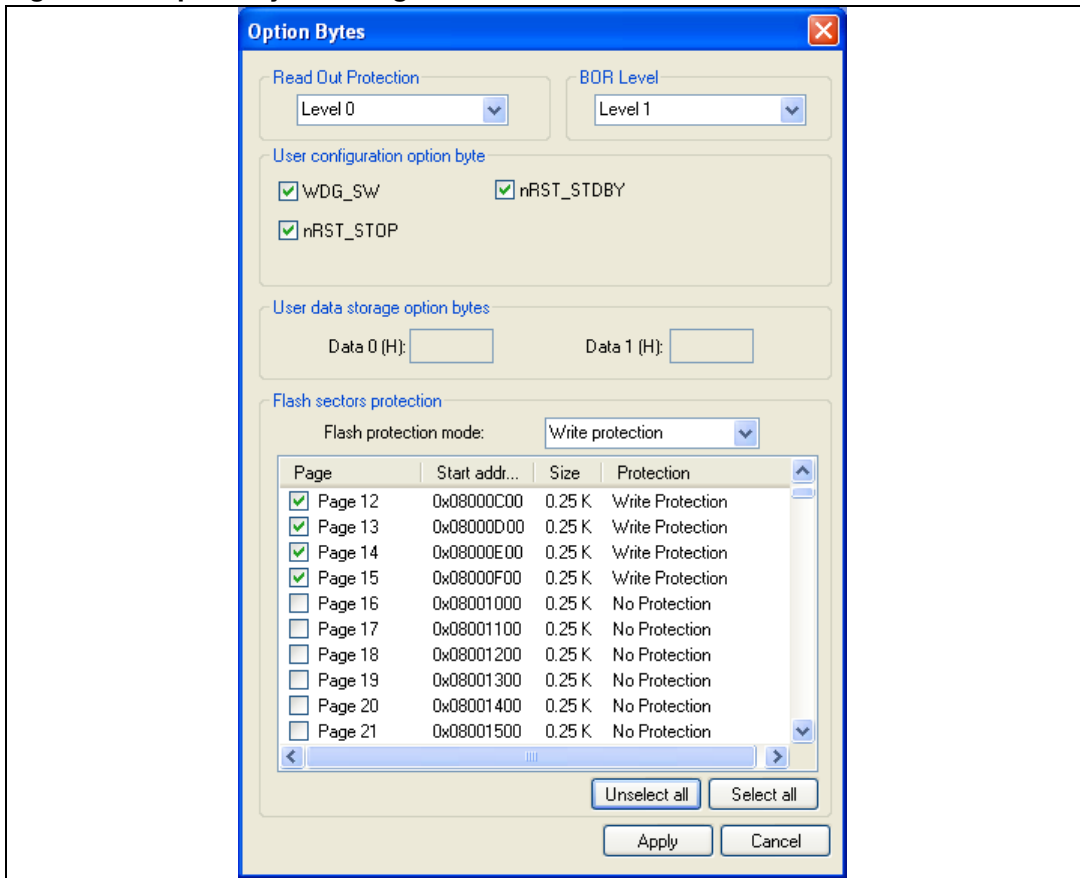 Option Bytes
Read Out Protection
BOR Level
Level 0
Level 1
User configuration option byte
WDG_SW
nRST_STDBY
nRST_STOP
User data storage option bytes
Data 0 (H):
Data 1 (H):
Flash sectors protection
Flash protection mode:
Write protection
Page Start addr... Size Protection
Page 12 0x08000C00 0.25 K Write Protection
Page 13 0x08000D00 0.25 K Write Protection
Page 14 0x08000E00 0.25 K Write Protection
Page 15 0x08000F00 0.25 K Write Protection
Page 16 0x08001000 0.25 K No Protection
Page 17 0x08001100 0.25 K No Protection
Page 18 0x08001200 0.25 K No Protection
Page 19 0x08001300 0.25 K No Protection
Page 20 0x08001400 0.25 K No Protection
Page 21 0x08001500 0.25 K No Protection
Unselect all
Select all
Apply
Cancel